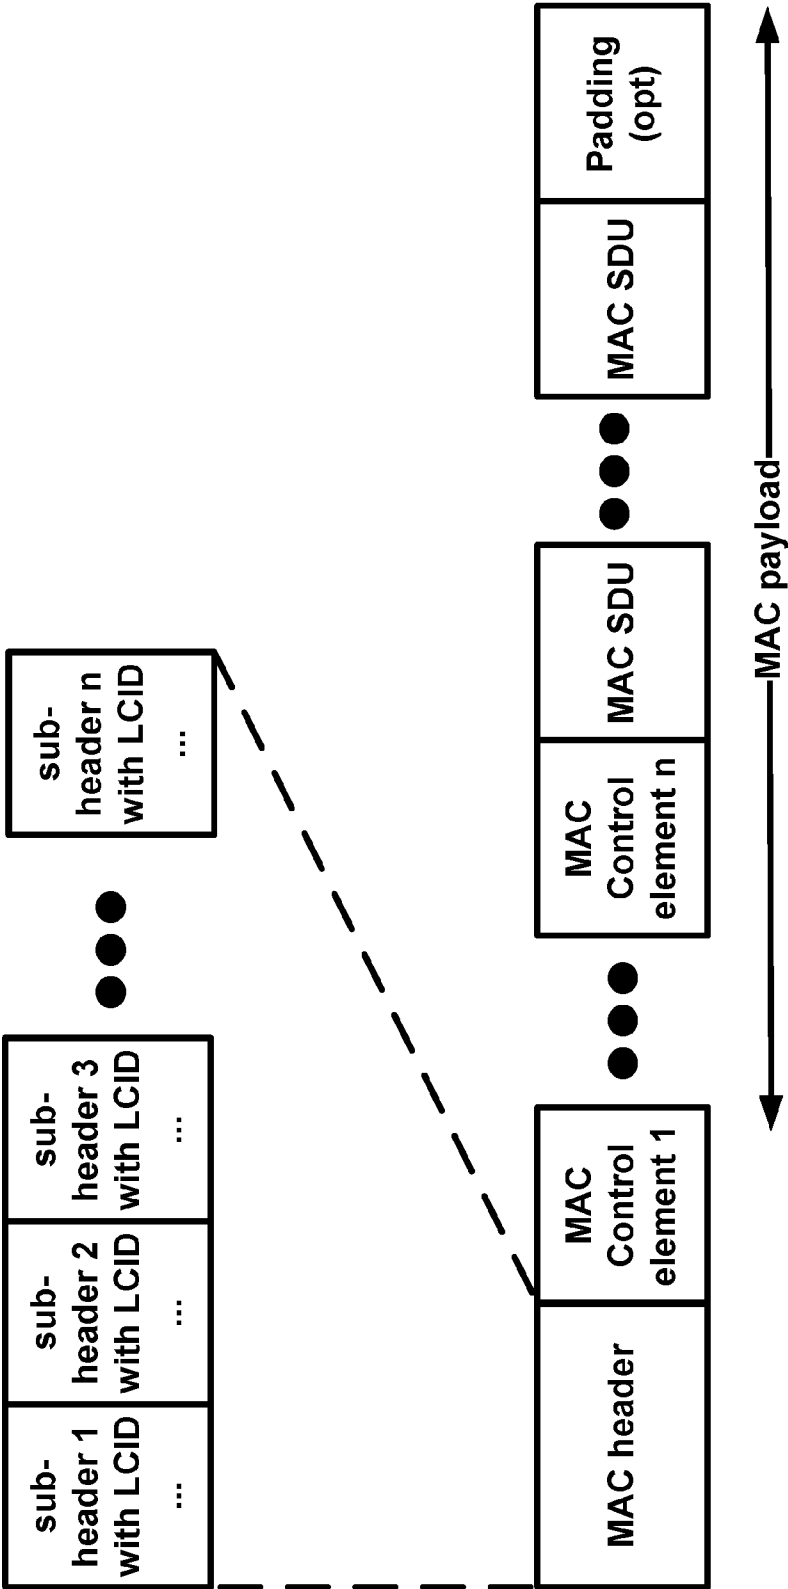 sub-
header 1
with LCID
...
sub-
header 2
with LCID
...
sub-
header 3
with LCID
...
sub-
header n
with LCID
...
MAC header
MAC
Control
element 1
MAC
Control
element n
MAC SDU
MAC SDU
Padding
(opt)
MAC payload